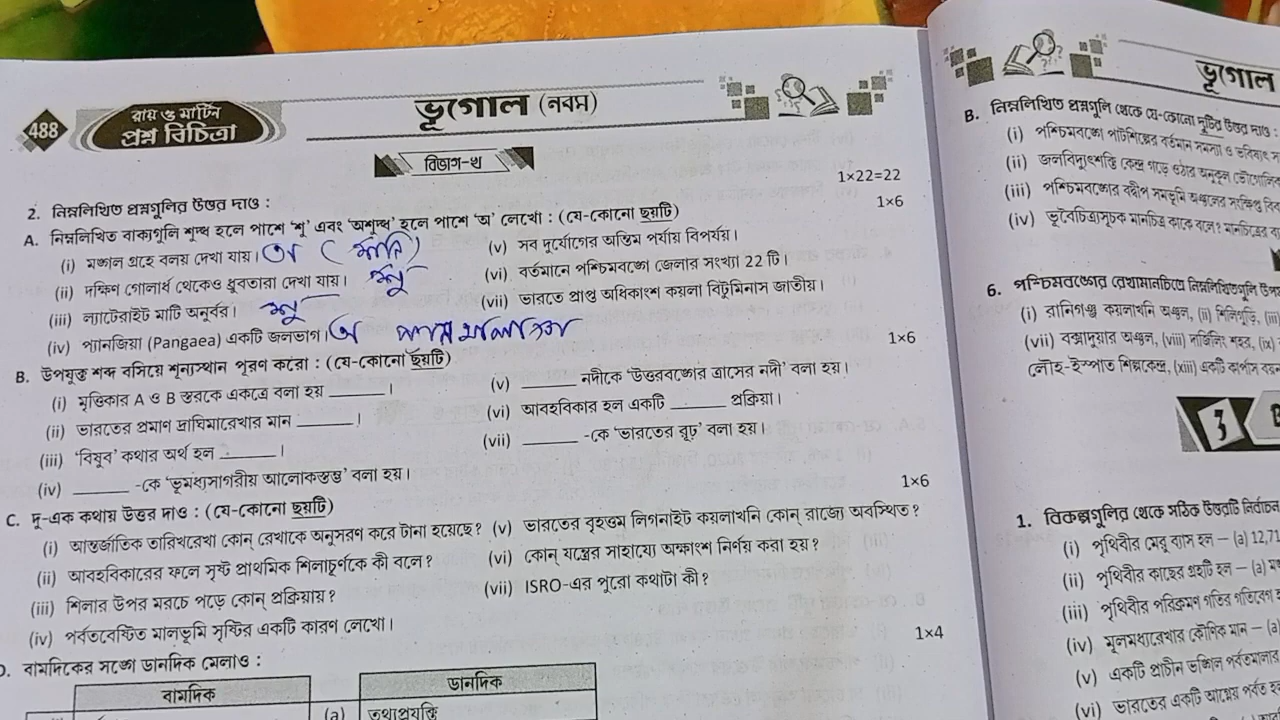 488
রায় ও মার্টিন
প্রশ্ন বিচিত্রা
ভূগোল (নবম)
বিভাগ-খ
2. নিম্নলিখিত প্রশ্নগুলির উত্তর দাও : 1×22=22
A. নিম্নলিখিত বাক্যগুলি শুদ্ধ হলে পাশে 'শু' এবং 'অশুদ্ধ' হলে পাশে 'অ' লেখো : (যে-কোনো ছয়টি) 1×6
(i) মঙ্গল গ্রহে বলয় দেখা যায়। অ (শনি)
(ii) দক্ষিণ গোলার্ধ থেকেও ধ্রুবতারা দেখা যায়। শু
(iii) ল্যাটেরাইট মাটি অনুর্বর। শু
(iv) প্যানজিয়া (Pangaea) একটি জলভাগ। অ
(v) সব দুর্যোগের অন্তিম পর্যায় বিপর্যয়।
(vi) বর্তমানে পশ্চিমবঙ্গে জেলার সংখ্যা 22 টি।
(vii) ভারতে প্রাপ্ত অধিকাংশ কয়লা বিটুমিনাস জাতীয়।
B. উপযুক্ত শব্দ বসিয়ে শূন্যস্থান পূরণ করো : (যে-কোনো ছয়টি) 1×6
(i) মৃত্তিকার A ও B স্তরকে একত্রে বলা হয় ______।
(ii) ভারতের প্রমাণ দ্রাঘিমারেখার মান ______।
(iii) 'বিষুব' কথার অর্থ হল ______।
(iv) ______ -কে 'ভূমধ্যসাগরীয় আলোকস্তম্ভ' বলা হয়।
(v) ______ নদীকে 'উত্তরবঙ্গের ত্রাসের নদী' বলা হয়।
(vi) আবহবিকার হল একটি ______ প্রক্রিয়া।
(vii) ______ -কে 'ভারতের রূঢ়' বলা হয়।
C. দু-এক কথায় উত্তর দাও : (যে-কোনো ছয়টি) 1×6
(i) আন্তর্জাতিক তারিখরেখা কোন্ রেখাকে অনুসরণ করে টানা হয়েছে?
(ii) আবহবিকারের ফলে সৃষ্ট প্রাথমিক শিলাচূর্ণকে কী বলে?
(iii) শিলার উপর মরচে পড়ে কোন্ প্রক্রিয়ায়?
(iv) পর্বতবেষ্টিত মালভূমি সৃষ্টির একটি কারণ লেখো।
(v) ভারতের বৃহত্তম লিগনাইট কয়লাখনি কোন্ রাজ্যে অবস্থিত?
(vi) কোন্ যন্ত্রের সাহায্যে অক্ষাংশ নির্ণয় করা হয়?
(vii) ISRO-এর পুরো কথাটা কী?
D. বামদিকের সঙ্গে ডানদিক মেলাও : 1×4
বামদিক
ডানদিক
(a) তথ্যপ্রযুক্তি
ভূগোল
B. নিম্নলিখিত প্রশ্নগুলি থেকে যে-কোনো দুটির উত্তর দাও :
(i) পশ্চিমবঙ্গে পাটশিল্পের বর্তমান সমস্যা ও ভবিষ্যৎ
(ii) জলবিদ্যুৎশক্তি কেন্দ্র গড়ে ওঠার অনুকূল
(iii) পশ্চিমবঙ্গের বদ্বীপ সমভূমি অঞ্চলের সংক্ষিপ্ত
(iv) ভূবৈচিত্র্যসূচক মানচিত্র কাকে বলে? মানচিত্রের
6. পশ্চিমবঙ্গের রেখামানচিত্রে নিম্নলিখিতগুলি
(i) রানিগঞ্জ কয়লাখনি অঞ্চল, (ii) শিলিগুড়ি, (iii)
(vii) বক্সাদুয়ার অঞ্চল, (viii) দার্জিলিং শহর, (ix)
লৌহ-ইস্পাত শিল্পকেন্দ্র, (xiii) একটি কার্পাস বয়ন
3
1. বিকল্পগুলির থেকে সঠিক উত্তরটি নির্বাচন
(i) পৃথিবীর মেরু ব্যাস হল – (a) 12,71
(ii) পৃথিবীর কাছের গ্রহটি হল – (a)
(iii) পৃথিবীর পরিক্রমণ গতির গতিবেগ
(iv) মূলমধ্যরেখার কৌণিক মান – (a)
(v) একটি প্রাচীন ভঙ্গিল পর্বতমালার
(vi) ভারতের একটি আগ্নেয় পর্বত